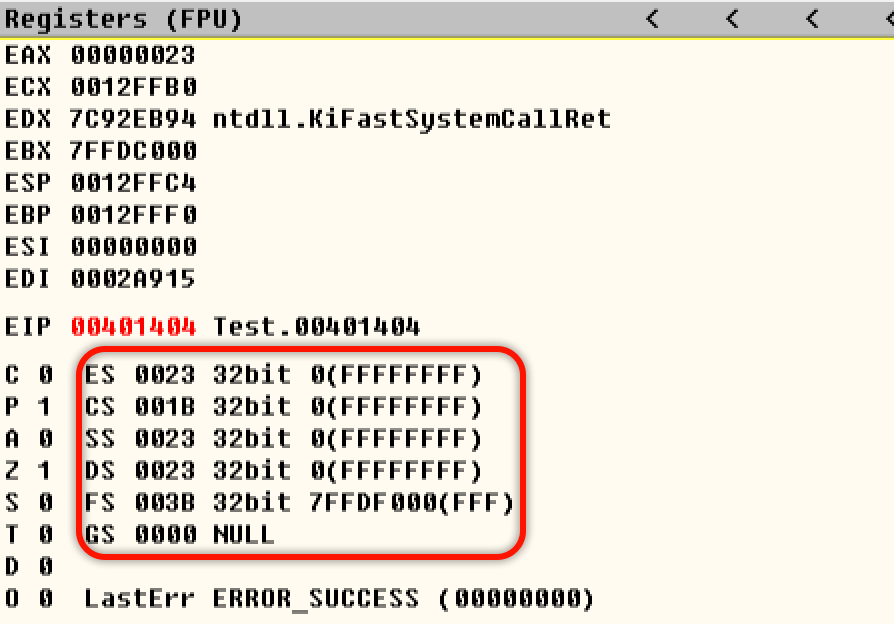 Registers (FPU) < < < <
EAX 00000023
ECX 0012FFB0
EDX 7C92EB94 ntdll.KiFastSystemCallRet
EBX 7FFDC000
ESP 0012FFC4
EBP 0012FFF0
ESI 00000000
EDI 0002A915
EIP 00401404 Test.00401404
C 0 ES 0023 32bit 0(FFFFFFFF)
P 1 CS 001B 32bit 0(FFFFFFFF)
A 0 SS 0023 32bit 0(FFFFFFFF)
Z 1 DS 0023 32bit 0(FFFFFFFF)
S 0 FS 003B 32bit 7FFDF000(FFF)
T 0 GS 0000 NULL
D 0
O 0 LastErr ERROR_SUCCESS (00000000)